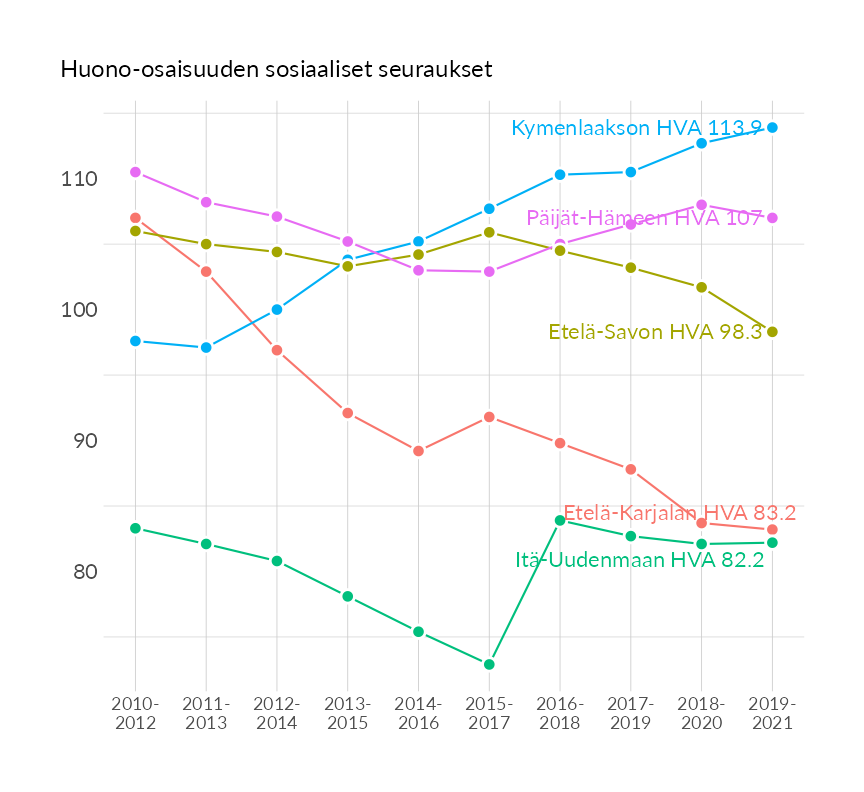 Huono-osaisuuden sosiaaliset seuraukset
Kymenlaakson HVA 113.9
110
Päijät-Hämeen HVA 107
100
Etelä-Savon HVA 98.3
90
Etelä-Karjalan HVA 83.2
Itä-Uudenmaan HVA 82.2
80
2010- 2011- 2012- 2013- 2014- 2015- 2016- 2017- 2018- 2019-
2012 2013 2014 2015 2016 2017 2018 2019 2020 2021